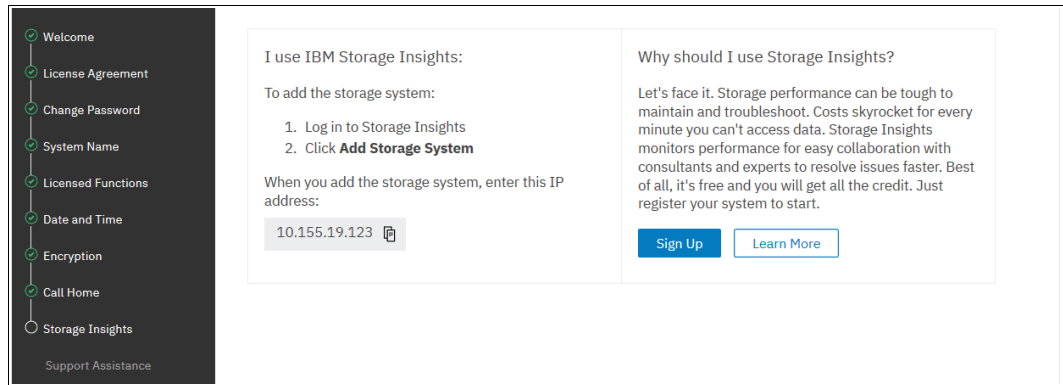 Welcome
License Agreement
Change Password
System Name
Licensed Functions
Date and Time
Encryption
Call Home
Storage Insights
Support Assistance
I use IBM Storage Insights:
To add the storage system:
1. Log in to Storage Insights
2. Click Add Storage System
When you add the storage system, enter this IP
address:
10.155.19.123
Why should I use Storage Insights?
Let's face it. Storage performance can be tough to
maintain and troubleshoot. Costs skyrocket for every
minute you can't access data. Storage Insights
monitors performance for easy collaboration with
consultants and experts to resolve issues faster. Best
of all, it's free and you will get all the credit. Just
register your system to start.
Sign Up
Learn More